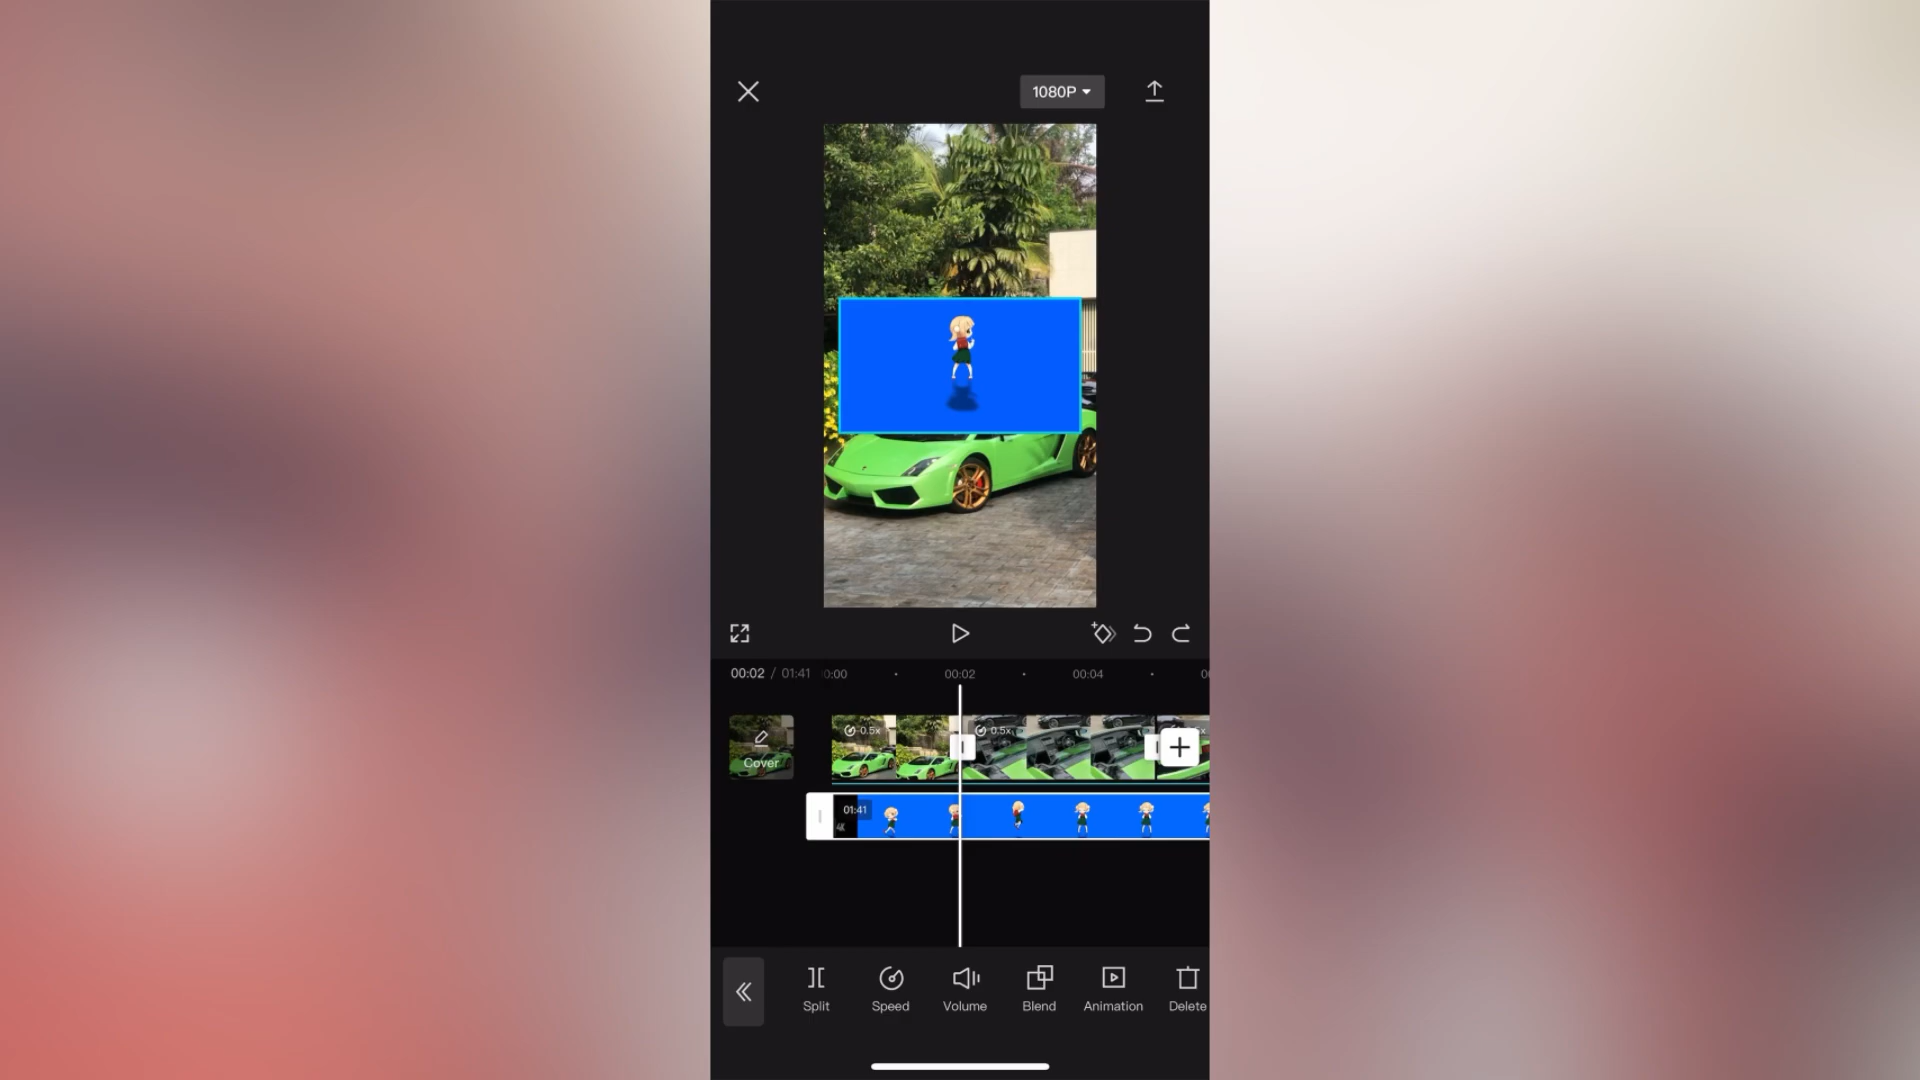 1080P
00:02 / 01:41
0:00
00:02
00:04
0.5x
0.5x
Cover
01:41
4K
Split
Speed
Volume
Blend
Animation
Delete